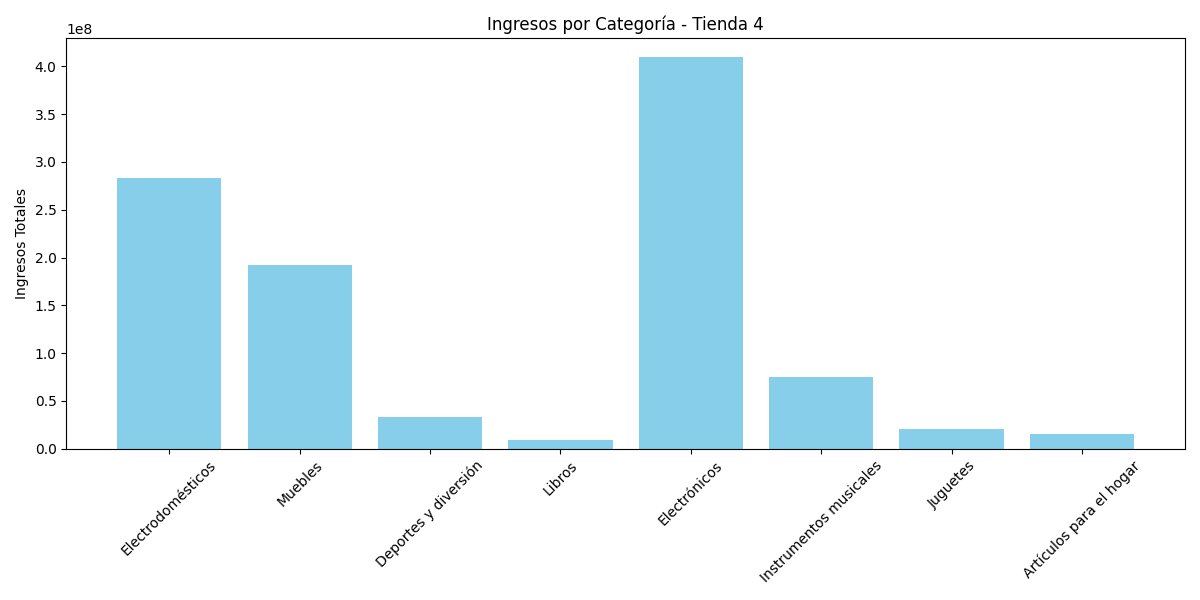 Ingresos por Categoría - Tienda 4
1e8
Ingresos Totales
4.0
3.5
3.0
2.5
2.0
1.5
1.0
0.5
0.0
Electrodomésticos
Muebles
Deportes y diversión
Libros
Electrónicos
Instrumentos musicales
Juguetes
Artículos para el hogar